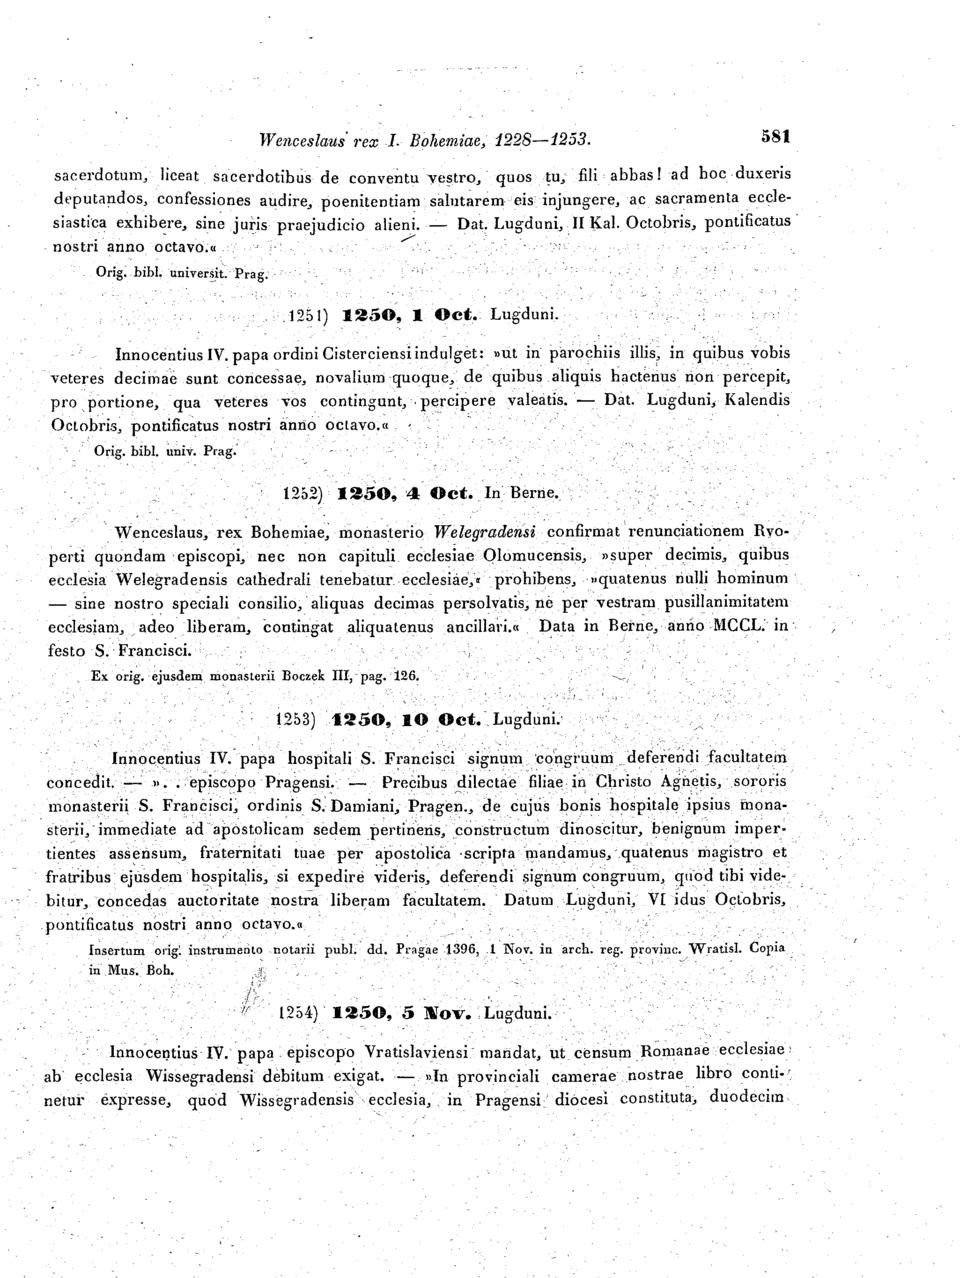 Wenceslaus rex I. Bohemiae, 1228—1253. 581
sacerdotum, liceat sacerdotibus de conventu vestro, quos tu, fili abbas! ad hoc duxeris
deputandos, confessiones audire, poenitentiam salutarem eis injungere, ac sacramenta eccle-
siastica exhibere, sine juris praejudicio alieni. — Dat. Lugduni, II Kal. Octobris, pontificatus
nostri anno octavo.«
Orig. bibl. universit. Prag.
1251) 1250, 1 Oct. Lugduni.
Innocentius IV. papa ordini Cisterciensi indulget: »ut in parochiis illis, in quibus vobis
veteres decimae sunt concessae, novalium quoque, de quibus aliquis hactenus non percepit,
pro portione, qua veteres vos contingunt, percipere valeatis. — Dat. Lugduni, Kalendis
Octobris, pontificatus nostri anno octavo.«
Orig. bibl. univ. Prag.
1252) 1250, 4 Oct. In Berne.
Wenceslaus, rex Bohemiae, monasterio Welegradensi confirmat renunciationem Ryo-
perti quondam episcopi, nec non capituli ecclesiae Olomucensis, »super decimis, quibus
ecclesia Welegradensis cathedrali tenebatur ecclesiae,« prohibens, »quatenus nulli hominum
— sine nostro speciali consilio, aliquas decimas persolvatis, ne per vestram pusillanimitatem
ecclesiam, adeo liberam, contingat aliquatenus ancillari.« Data in Berne, anno MCCL. in
festo S. Francisci.
Ex orig. ejusdem monasterii Boczek III, pag. 126.
1253) 1250, 10 Oct. Lugduni.
Innocentius IV. papa hospitali S. Francisci signum congruum deferendi facultatem
concedit. — ».. episcopo Pragensi. — Precibus dilectae filiae in Christo Agnetis, sororis
monasterii S. Francisci, ordinis S. Damiani, Pragen., de cujus bonis hospitale ipsius mona-
sterii, immediate ad apostolicam sedem pertinens, constructum dinoscitur, benignum imper-
tientes assensum, fraternitati tuae per apostolica scripta mandamus, quatenus magistro et
fratribus ejusdem hospitalis, si expedire videris, deferendi signum congruum, quod tibi vide-
bitur, concedas auctoritate nostra liberam facultatem. Datum Lugduni, VI idus Octobris,
pontificatus nostri anno octavo.«
Insertum orig. instrumento notarii publ. dd. Pragae 1396, 1 Nov. in arch. reg. provinc. Wratisl. Copia
in Mus. Boh.
1254) 1250, 5 Nov. Lugduni.
Innocentius IV. papa episcopo Vratislaviensi mandat, ut censum Romanae ecclesiae
ab ecclesia Wissegradensi debitum exigat. — »In provinciali camerae nostrae libro conti-
netur expresse, quod Wissegradensis ecclesia, in Pragensi diocesi constituta, duodecim